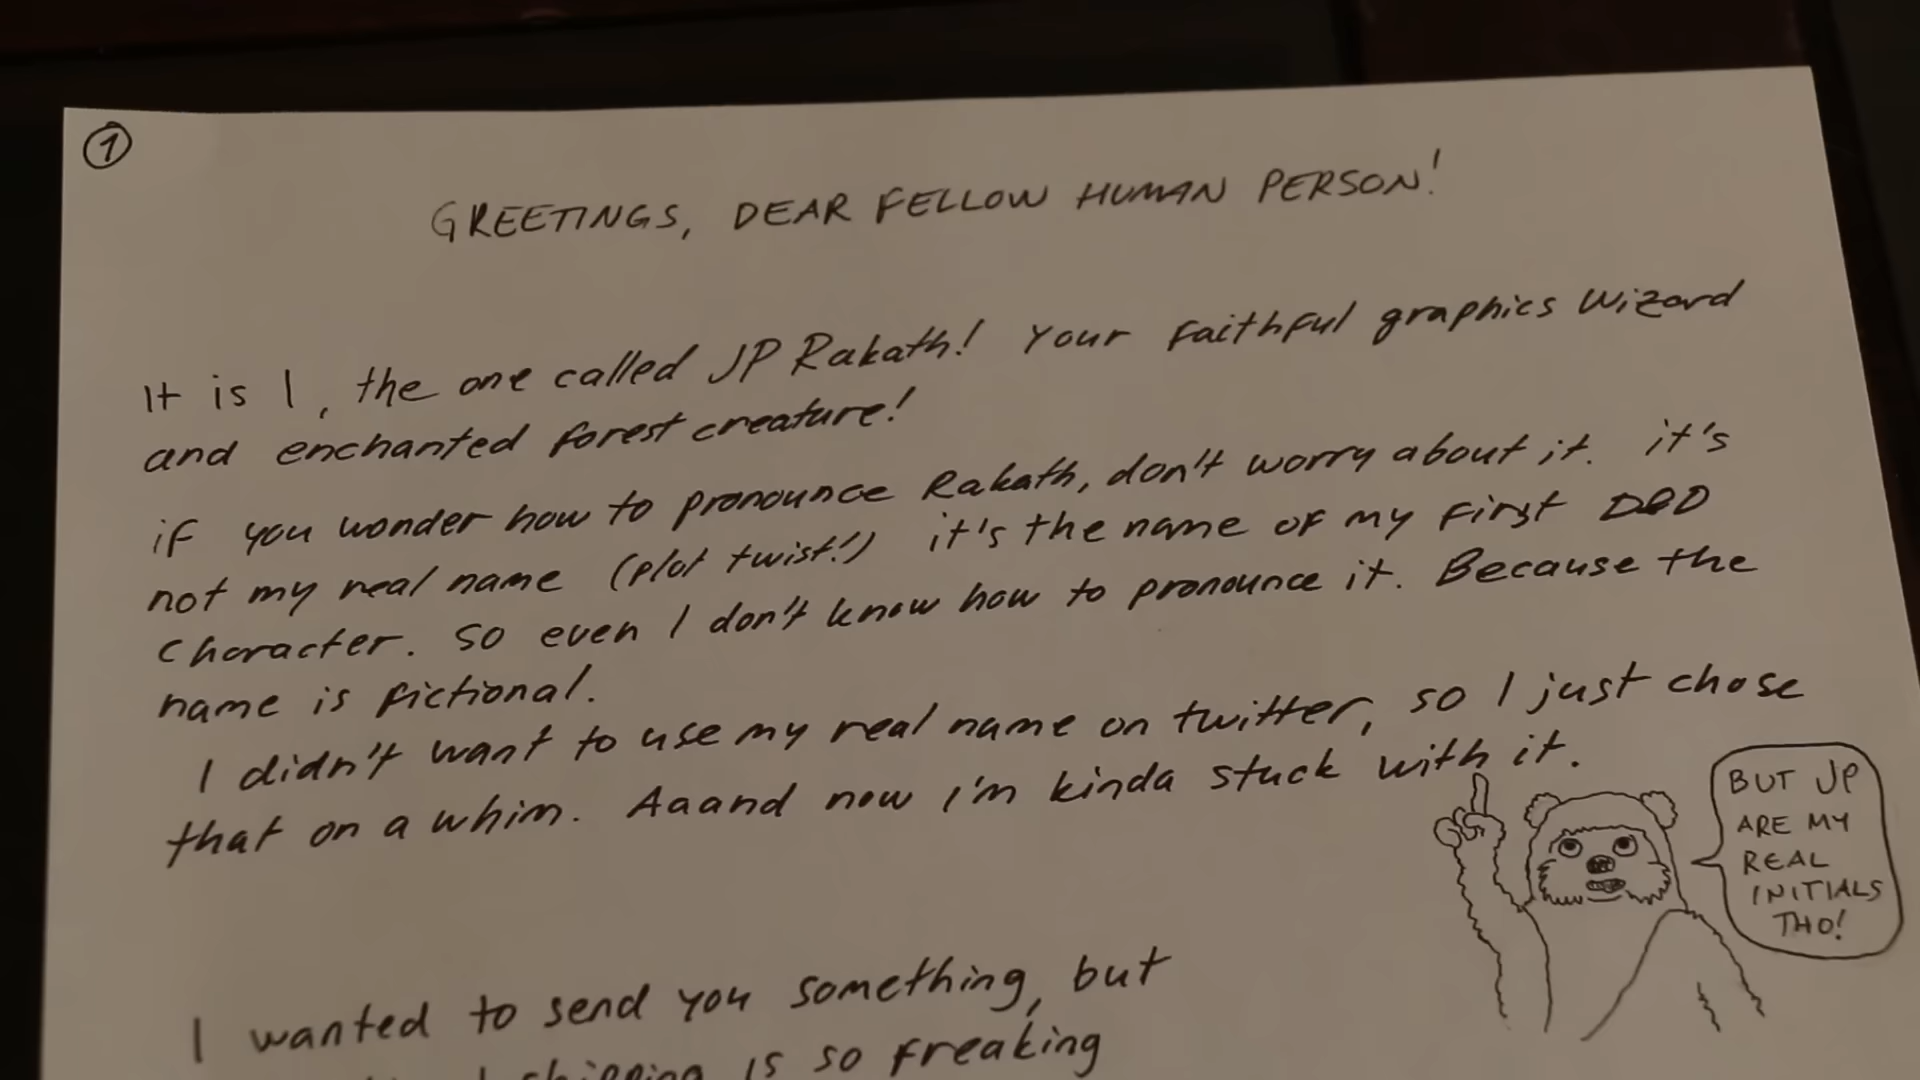 1
GREETINGS, DEAR FELLOW HUMAN PERSON!
It is I, the one called JP Rakath! Your faithful graphics Wizard
and enchanted forest creature!
if you wonder how to pronounce Rakath, don't worry about it. it's
not my real name (plot twist!) it's the name of my first D&D
character. So even I don't know how to pronounce it. Because the
name is fictional.
I didn't want to use my real name on twitter, so I just chose
that on a whim. Aaand now i'm kinda stuck with it.
BUT JP
ARE MY
REAL
INITIALS
THO!
I wanted to send you something, but
shipping is so freaking